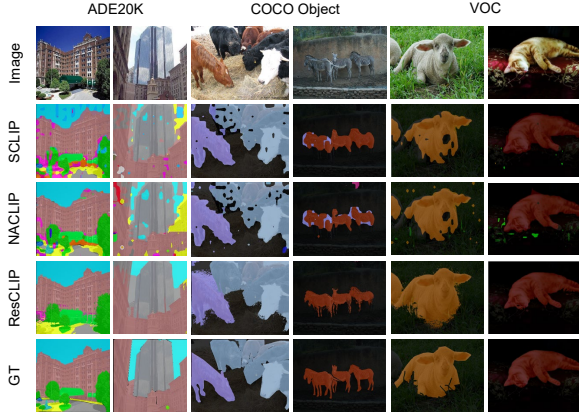 ADE20K COCO Object VOC
Image
SCLIP
NACLIP
ResCLIP
GT